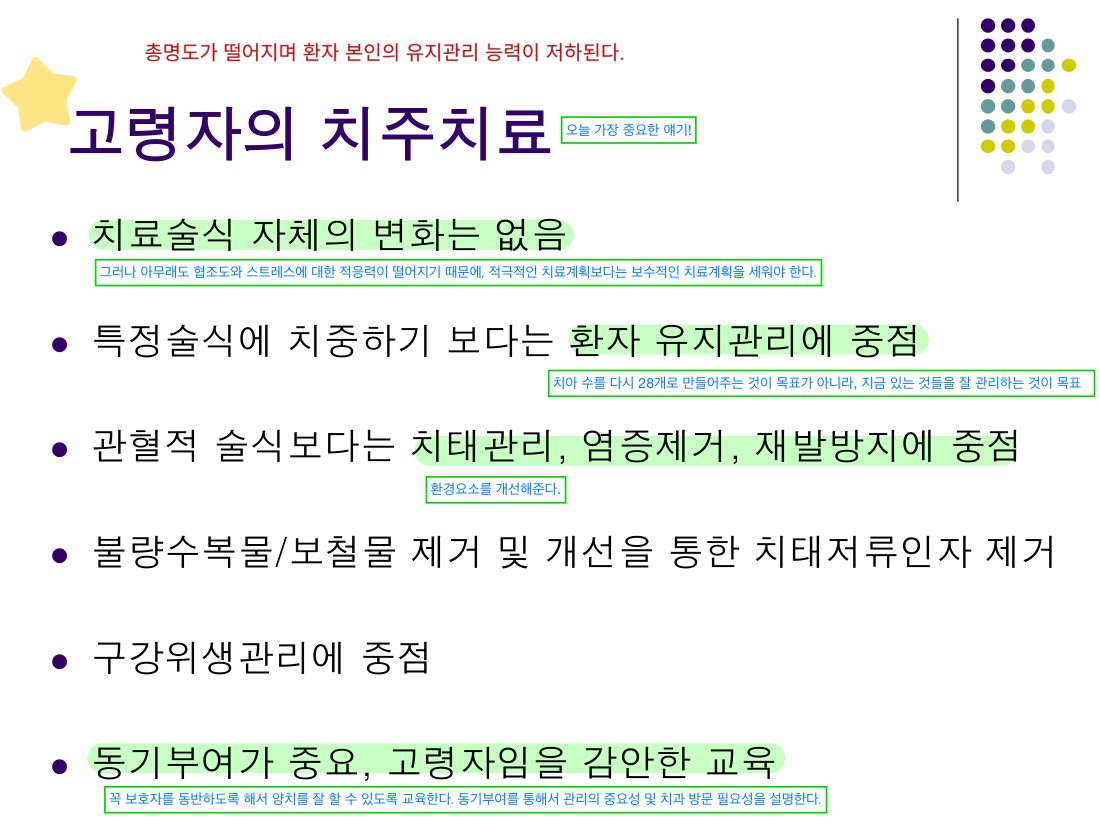 총명도가 떨어지며 환자 본인의 유지관리 능력이 저하된다.
고령자의 치주치료
오늘 가장 중요한 얘기!
치료술식 자체의 변화는 없음
그러나 아무래도 협조도와 스트레스에 대한 적응력이 떨어지기 때문에, 적극적인 치료계획보다는 보수적인 치료계획을 세워야 한다.
특정술식에 치중하기 보다는 환자 유지관리에 중점
치아 수를 다시 28개로 만들어주는 것이 목표가 아니라, 지금 있는 것들을 잘 관리하는 것이 목표
관혈적 술식보다는 치태관리, 염증제거, 재발방지에 중점
환경요소를 개선해준다.
불량수복물/보철물 제거 및 개선을 통한 치태저류인자 제거
구강위생관리에 중점
동기부여가 중요, 고령자임을 감안한 교육
꼭 보호자를 동반하도록 해서 양치를 잘 할 수 있도록 교육한다. 동기부여를 통해서 관리의 중요성 및 치과 방문 필요성을 설명한다.